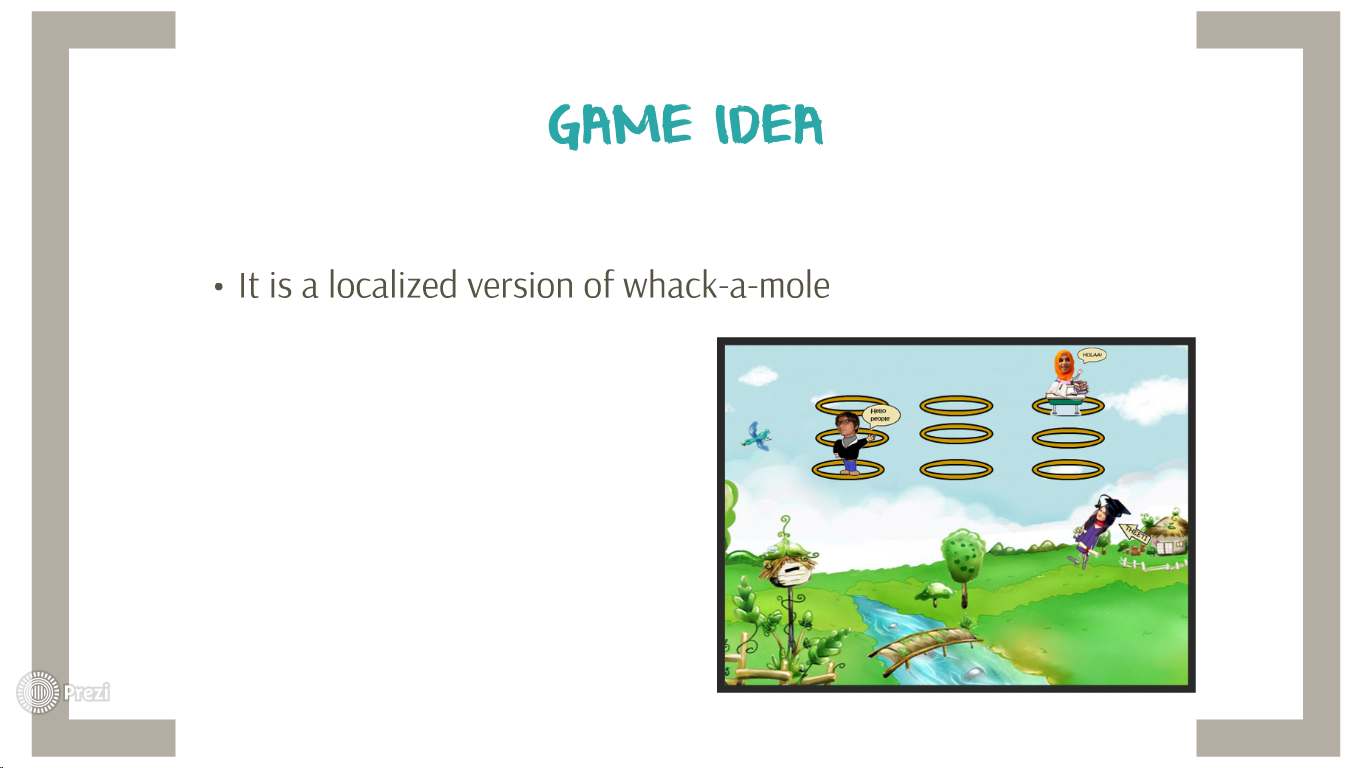 GAME IDEA
• It is a localized version of whack-a-mole
HOLAA!
Hello
people
Prezi